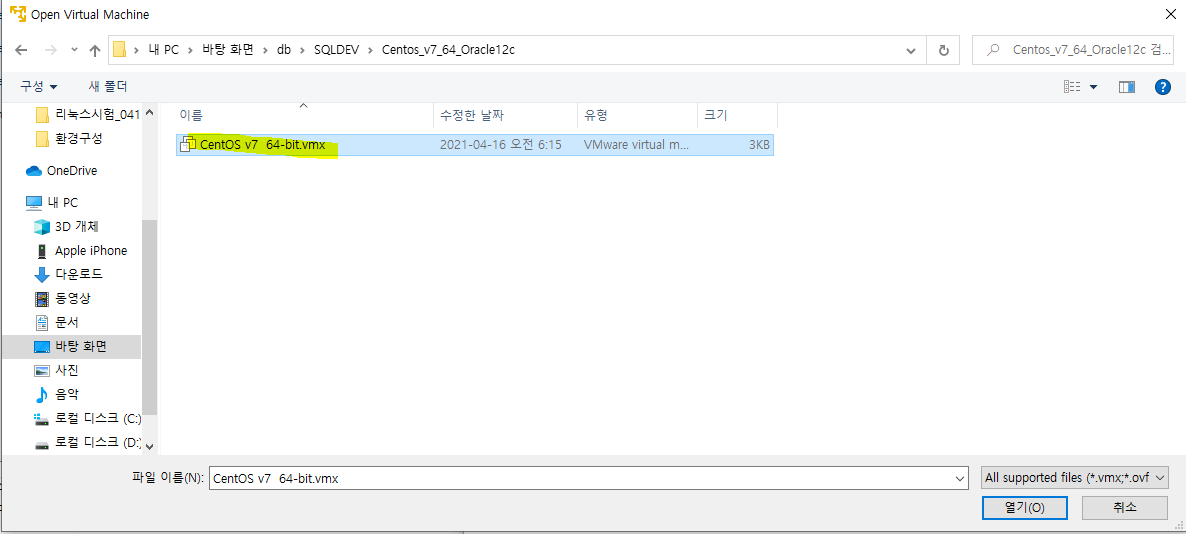 Open Virtual Machine
내 PC > 바탕 화면 > db > SQLDEV > Centos_v7_64_Oracle12c
Centos_v7_64_Oracle12c 검...
구성
새 폴더
이름 수정한 날짜 유형 크기
CentOS v7  64-bit.vmx 2021-04-16 오전 6:15 VMware virtual m... 3KB
리눅스시험_041
환경구성
OneDrive
내 PC
3D 개체
Apple iPhone
다운로드
동영상
문서
바탕 화면
사진
음악
로컬 디스크 (C:)
로컬 디스크 (D:)
파일 이름(N): CentOS v7  64-bit.vmx All supported files (*.vmx;*.ovf
열기(O) 취소